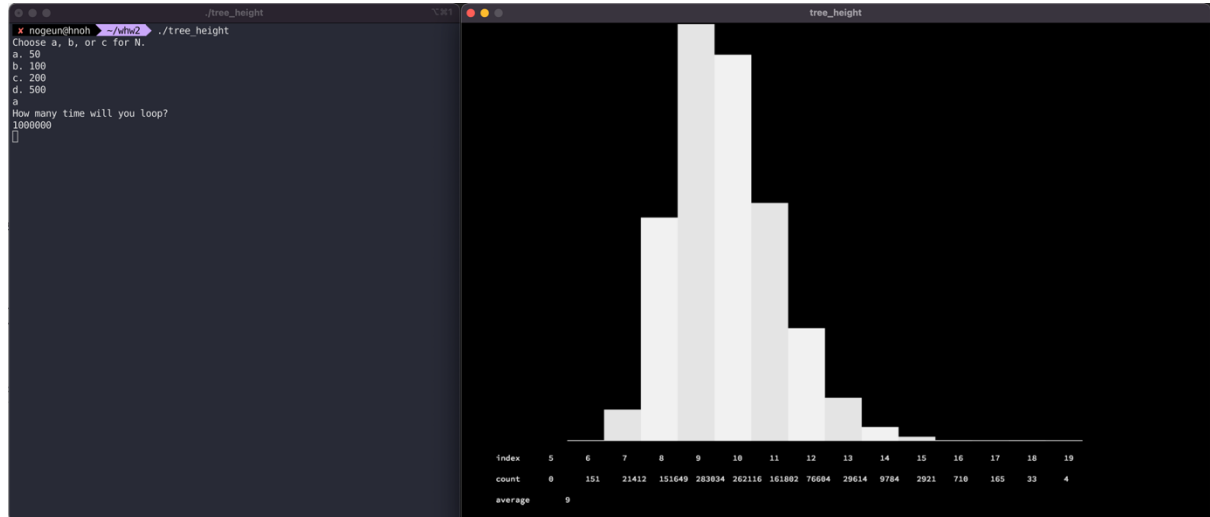 ./tree_height
⌥⌘1
✘ nogeun@hnoh ~/whw2 ./tree_height
Choose a, b, or c for N.
a. 50
b. 100
c. 200
d. 500
a
How many time will you loop?
1000000
tree_height
index 5 6 7 8 9 10 11 12 13 14 15 16 17 18 19
count 0 151 21412 151649 283034 262116 161802 76604 29614 9784 2921 710 165 33 4
average 9